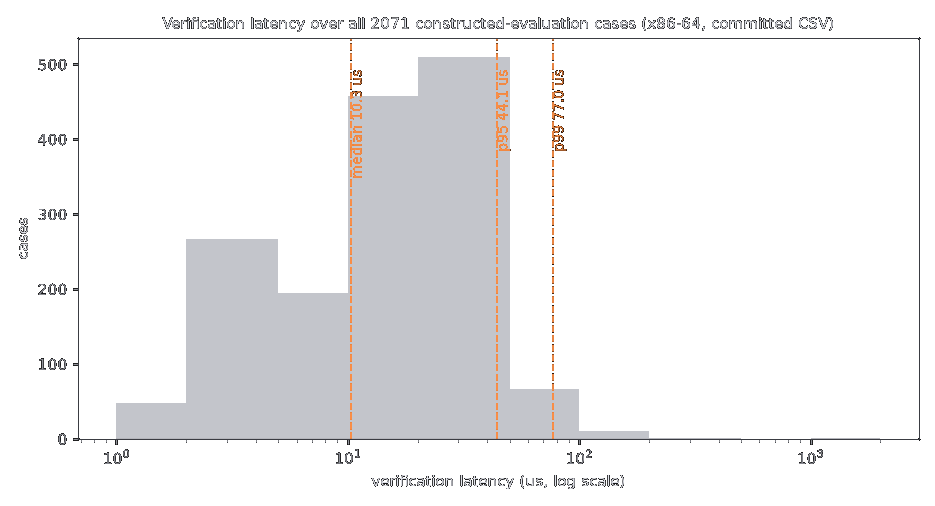 Verification latency over all 2071 constructed-evaluation cases (x86-64, committed CSV)
500
400
300
200
100
0
cases
median 10.3 us
p95 44.1 us
p99 77.0 us
10^0
10^1
10^2
10^3
verification latency (us, log scale)